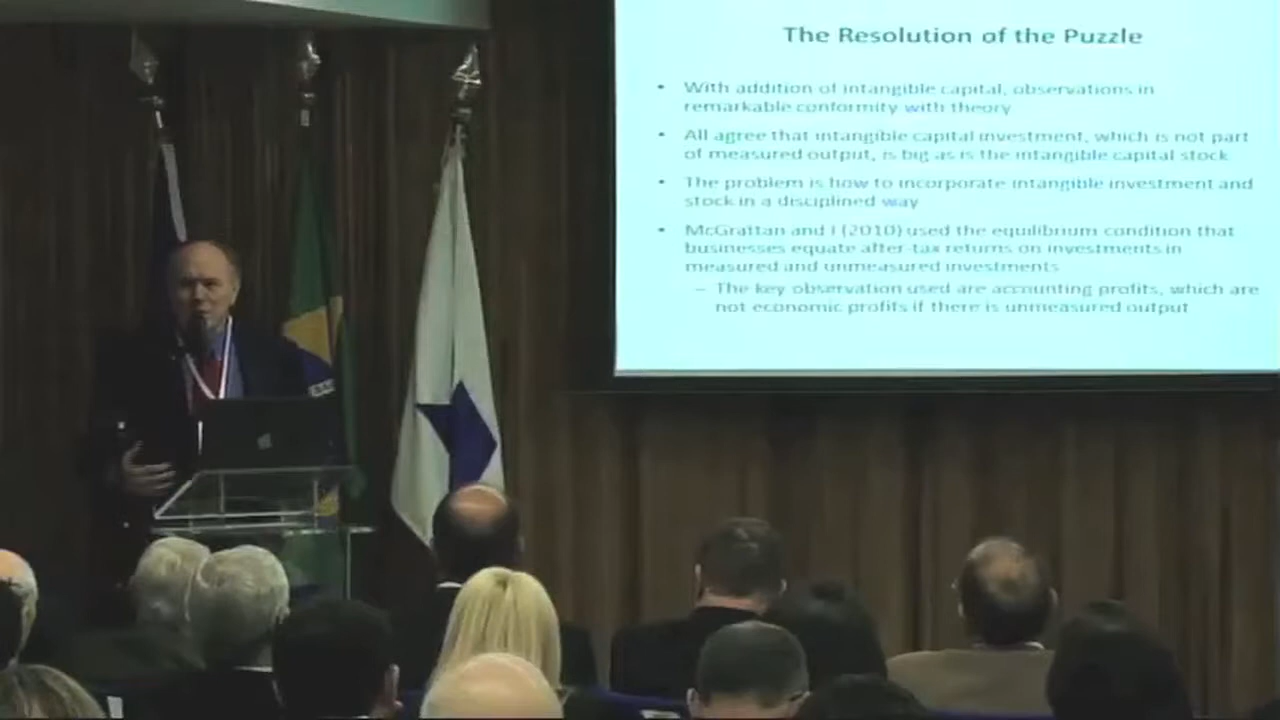 The Resolution of the Puzzle
• With addition of intangible capital, observations in
remarkable conformity with theory
• All agree that intangible capital investment, which is not part
of measured output, is big as is the intangible capital stock
• The problem is how to incorporate intangible investment and
stock in a disciplined way
• McGrattan and I (2010) used the equilibrium condition that
businesses equate after-tax returns on investments in
measured and unmeasured investments
– The key observation used are accounting profits, which are
not economic profits if there is unmeasured output